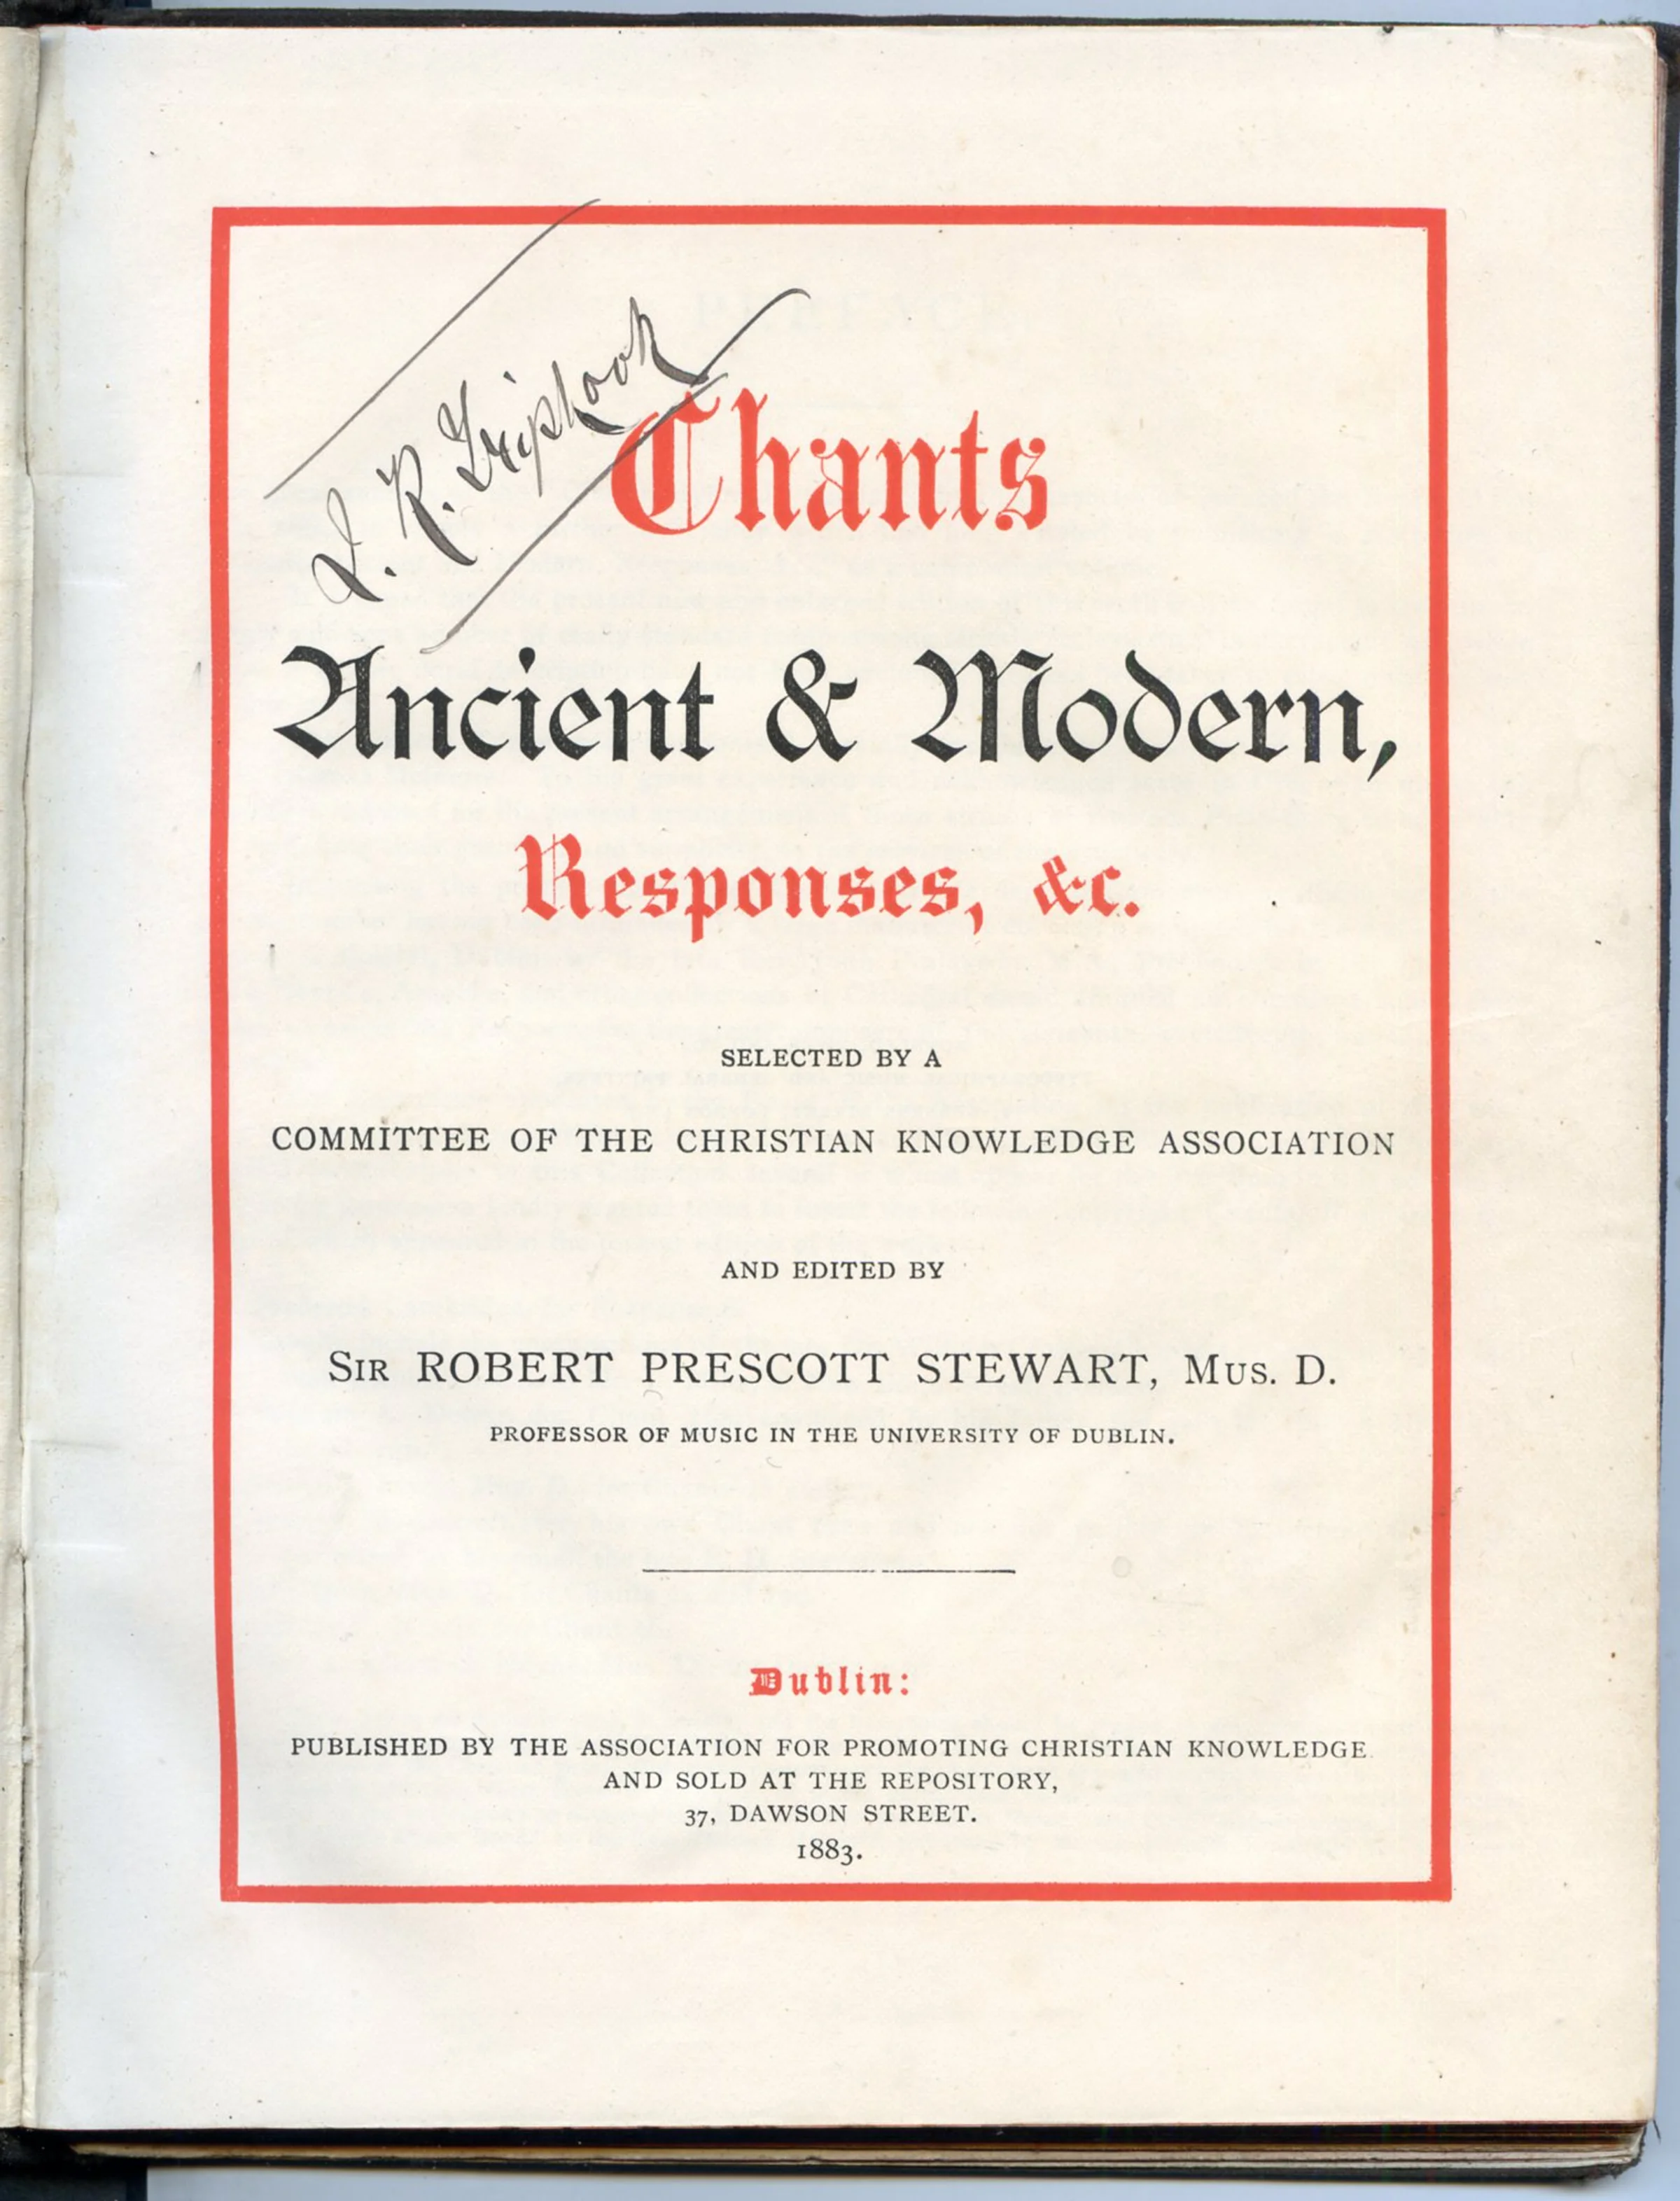 L. R. Triphook
Chants
Ancient & Modern,
Responses, &c.
SELECTED BY A
COMMITTEE OF THE CHRISTIAN KNOWLEDGE ASSOCIATION
AND EDITED BY
SIR ROBERT PRESCOTT STEWART, MUS. D.
PROFESSOR OF MUSIC IN THE UNIVERSITY OF DUBLIN.
Dublin:
PUBLISHED BY THE ASSOCIATION FOR PROMOTING CHRISTIAN KNOWLEDGE
AND SOLD AT THE REPOSITORY,
37, DAWSON STREET.
1883.